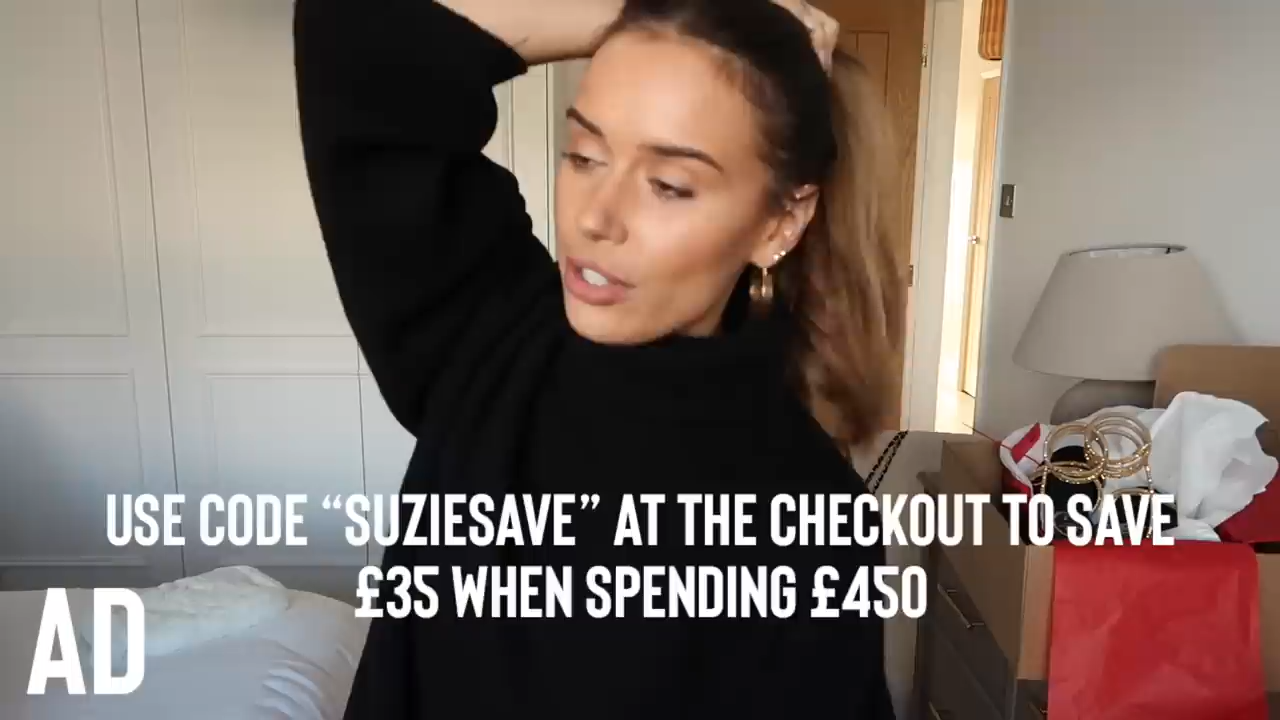 USE CODE “SUZIESAVE” AT THE CHECKOUT TO SAVE
£35 WHEN SPENDING £450
AD